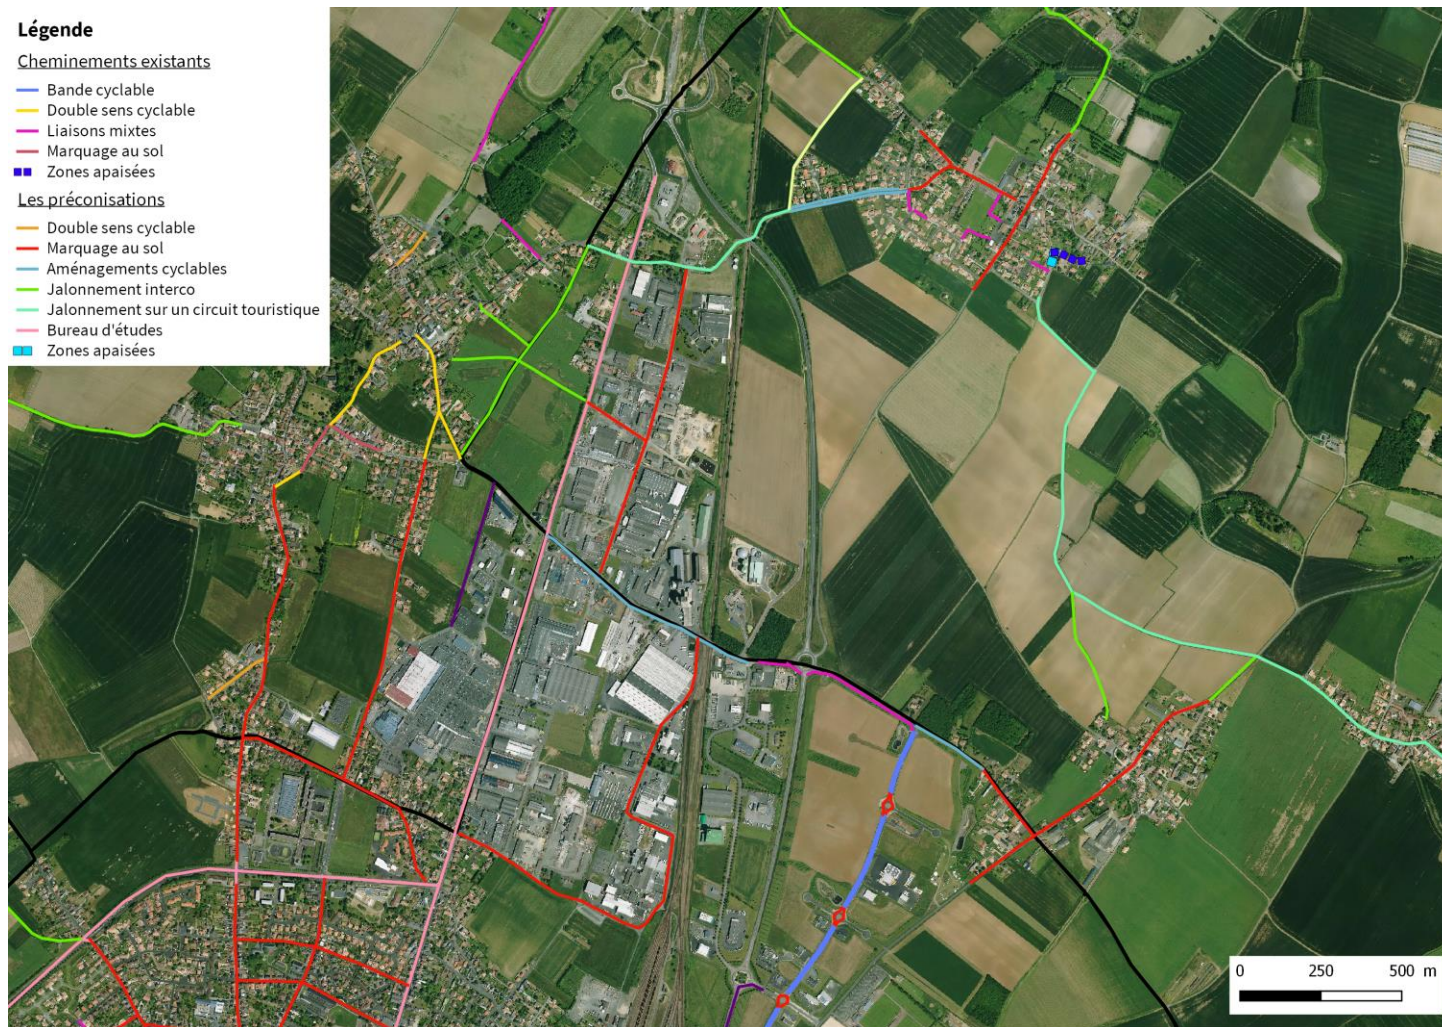 Légende
Cheminements existants
Bande cyclable
Double sens cyclable
Liaisons mixtes
Marquage au sol
Zones apaisées
Les préconisations
Double sens cyclable
Marquage au sol
Aménagements cyclables
Jalonnement interco
Jalonnement sur un circuit touristique
Bureau d'études
Zones apaisées
0 250 500 m